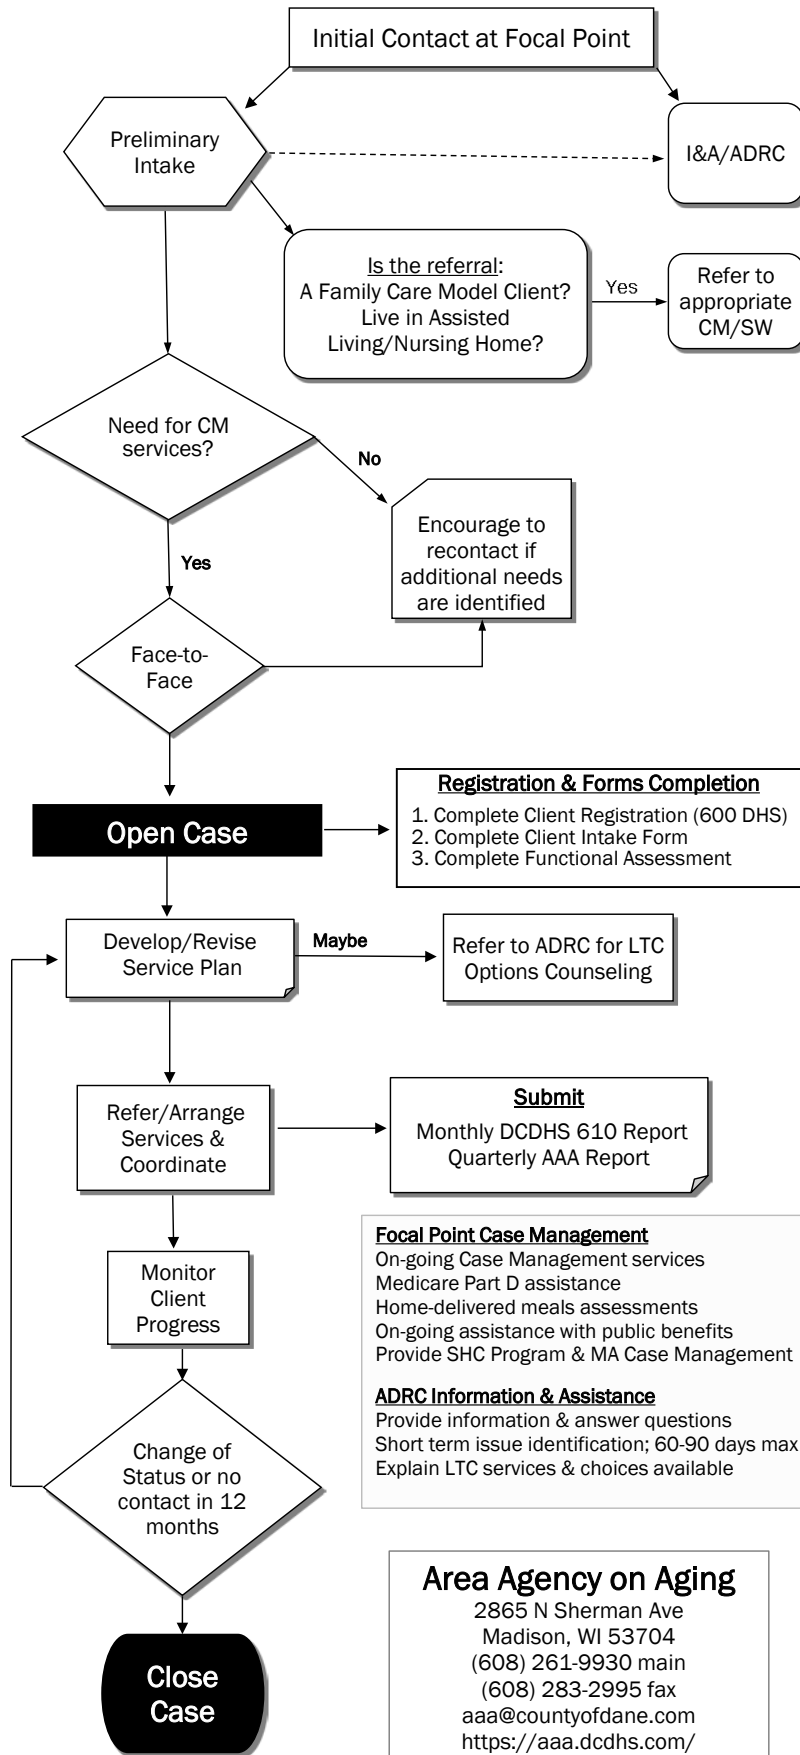 Initial Contact at Focal Point
Preliminary
Intake
I&A/ADRC
Is the referral:
A Family Care Model Client?
Live in Assisted
Living/Nursing Home?
Yes
Refer to
appropriate
CM/SW
Need for CM
services?
No
Encourage to
recontact if
additional needs
are identified
Yes
Face-to-
Face
Open Case
Registration & Forms Completion
1. Complete Client Registration (600 DHS)
2. Complete Client Intake Form
3. Complete Functional Assessment
Develop/Revise
Service Plan
Maybe
Refer to ADRC for LTC
Options Counseling
Refer/Arrange
Services &
Coordinate
Submit
Monthly DCDHS 610 Report
Quarterly AAA Report
Monitor
Client
Progress
Focal Point Case Management
On-going Case Management services
Medicare Part D assistance
Home-delivered meals assessments
On-going assistance with public benefits
Provide SHC Program & MA Case Management
ADRC Information & Assistance
Provide information & answer questions
Short term issue identification; 60-90 days max
Explain LTC services & choices available
Change of
Status or no
contact in 12
months
Close
Case
Area Agency on Aging
2865 N Sherman Ave
Madison, WI 53704
(608) 261-9930 main
(608) 283-2995 fax
aaa@countyofdane.com
https://aaa.dcdhs.com/